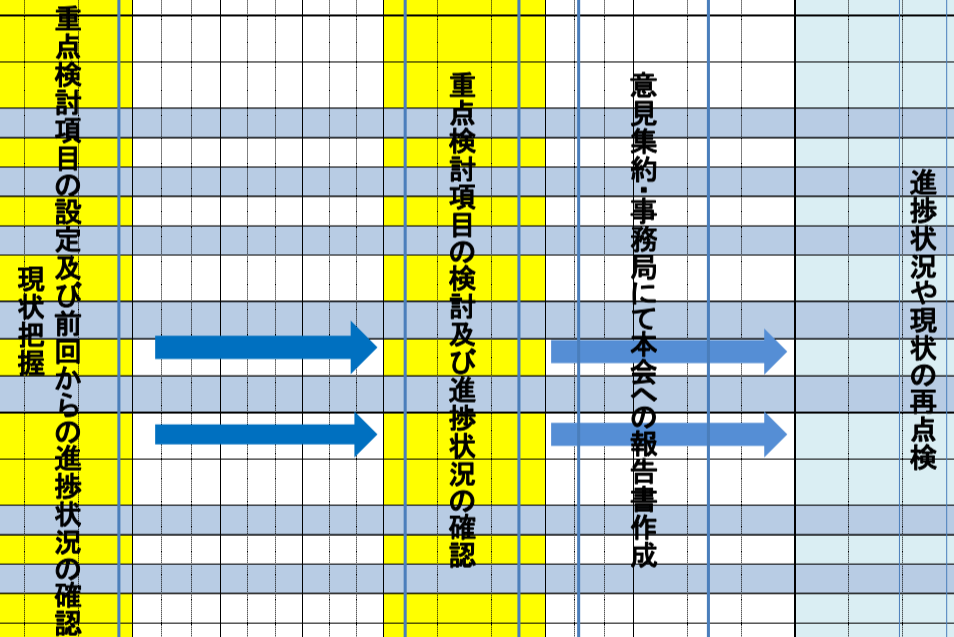 重点検討項目の設定及び前回からの進捗状況の確認
現状把握
重点検討項目の検討及び進捗状況の確認
意見集約・事務局にて本会への報告書作成
進捗状況や現状の再点検